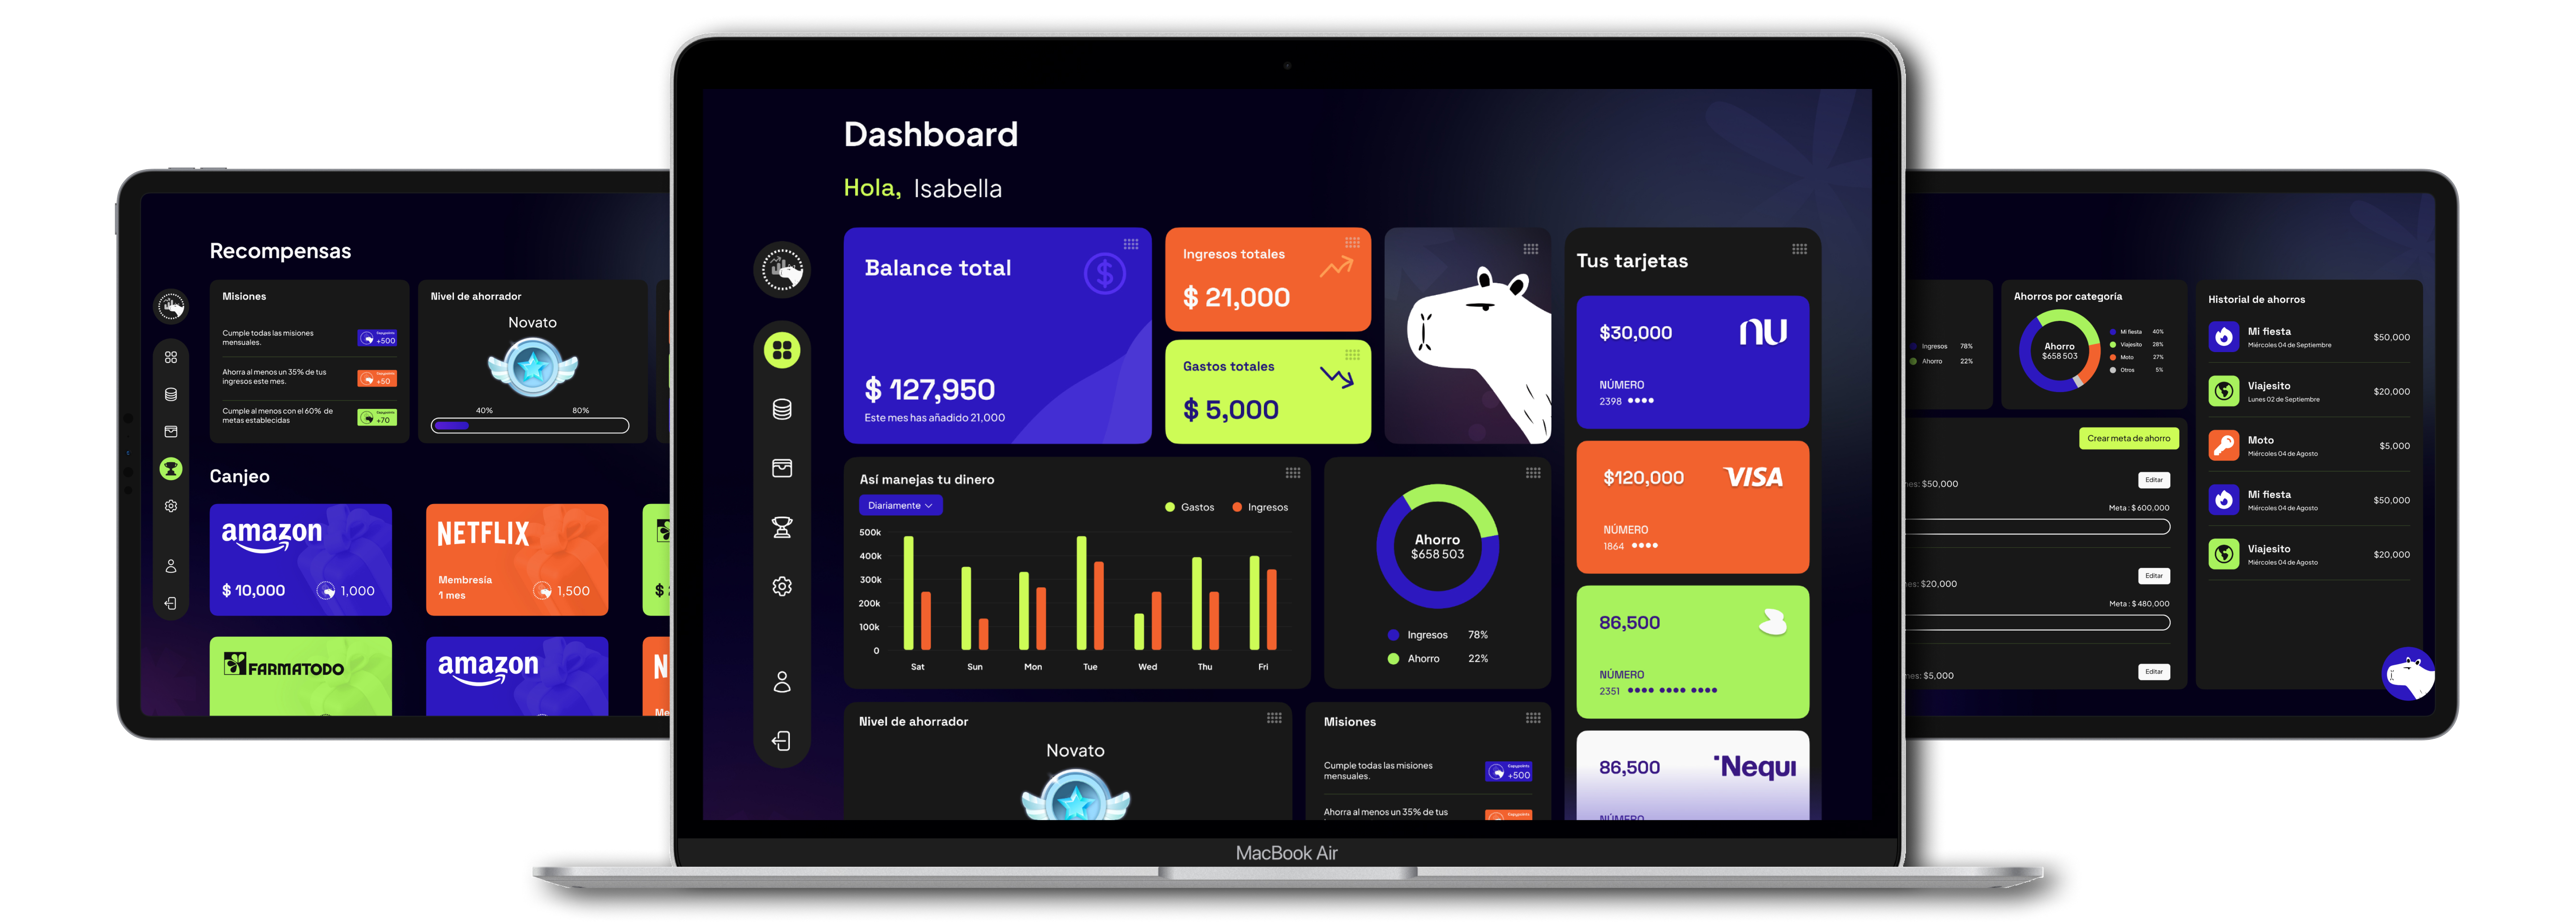 Recompensas
Misiones
Cumple todas las misiones
mensuales.
+500
Ahorra al menos un 35% de tus
ingresos este mes.
+50
Cumple al menos con el 60% de
metas establecidas
+70
Nivel de ahorrador
Novato
40%
80%
Canjeo
amazon
$ 10,000
1,000
NETFLIX
Membresía
1 mes
1,500
$
FARMATODO
amazon
N
Me
Dashboard
Hola, Isabella
Balance total
$ 127,950
Este mes has añadido 21,000
Ingresos totales
$ 21,000
Gastos totales
$ 5,000
Tus tarjetas
$30,000
nu
NÚMERO
2398 ••••
$120,000
VISA
NÚMERO
1864 ••••
86,500
NÚMERO
2351 •••• •••• ••••
86,500
Nequi
NÚMERO
Así manejas tu dinero
Diariamente
Gastos
Ingresos
500k
400k
300k
200k
100k
0
Sat
Sun
Mon
Tue
Wed
Thu
Fri
Ahorro
$658 503
Ingresos 78%
Ahorro 22%
Nivel de ahorrador
Novato
Misiones
Cumple todas las misiones
mensuales.
+500
Ahorra al menos un 35% de tus
MacBook Air
Ingresos 78%
Ahorro 22%
Ahorros por categoría
Ahorro
$658 503
Mi fiesta 40%
Viajesito 28%
Moto 27%
Otros 5%
Crear meta de ahorro
$50,000
Editar
Meta : $ 600,000
$20,000
Editar
Meta : $ 480,000
$5,000
Editar
Historial de ahorros
Mi fiesta
Miércoles 04 de Septiembre
$50,000
Viajesito
Lunes 02 de Septiembre
$20,000
Moto
Miércoles 04 de Agosto
$5,000
Mi fiesta
Miércoles 04 de Agosto
$50,000
Viajesito
Miércoles 04 de Agosto
$20,000